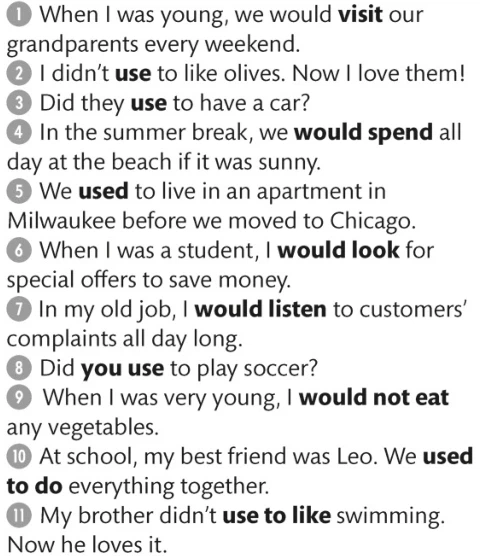 1 When I was young, we would visit our
grandparents every weekend.
2 I didn’t use to like olives. Now I love them!
3 Did they use to have a car?
4 In the summer break, we would spend all
day at the beach if it was sunny.
5 We used to live in an apartment in
Milwaukee before we moved to Chicago.
6 When I was a student, I would look for
special offers to save money.
7 In my old job, I would listen to customers’
complaints all day long.
8 Did you use to play soccer?
9 When I was very young, I would not eat
any vegetables.
10 At school, my best friend was Leo. We used
to do everything together.
11 My brother didn’t use to like swimming.
Now he loves it.